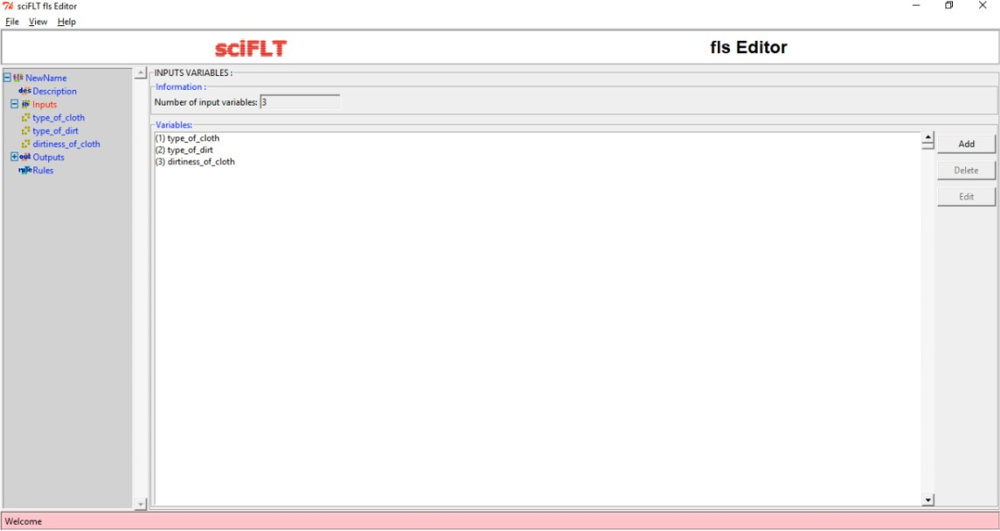 sciFLT fls Editor
File View Help
sciFLT fls Editor
NewName
Description
Inputs
type_of_cloth
type_of_dirt
dirtiness_of_cloth
Outputs
Rules
INPUTS VARIABLES :
Information :
Number of input variables: 3
Variables:
(1) type_of_cloth
(2) type_of_dirt
(3) dirtiness_of_cloth
Add
Delete
Edit
Welcome